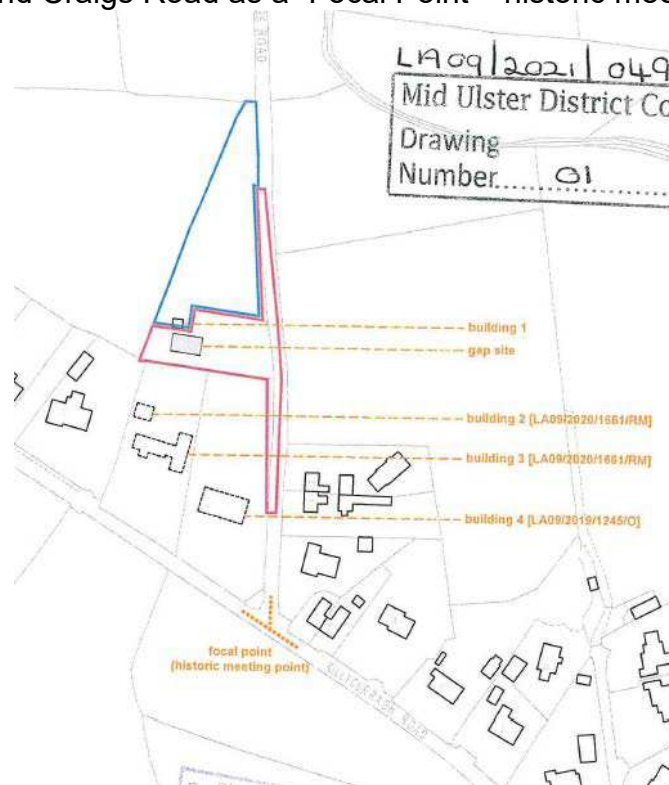 nd Craigs Road as a "Focal Point" – historic mee
LA09/2021/049
Mid Ulster District Co
Drawing
Number...... 01 ......
ROAD
building 1
gap site
building 2 [LA09/2020/1661/RM]
building 3 [LA09/2020/1661/RM]
building 4 [LA09/2019/1245/O]
focal point
(historic meeting point)
ROAD